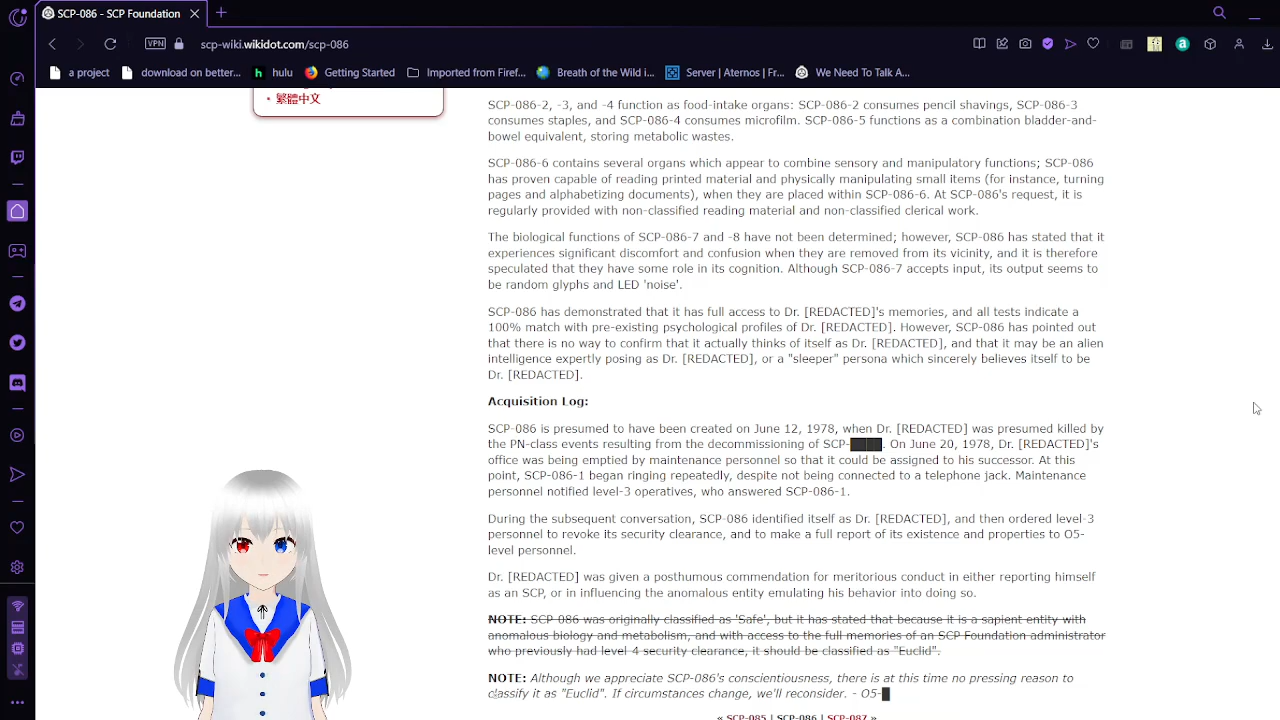 SCP-086 - SCP Foundation
VPN
scp-wiki.wikidot.com/scp-086
a project
download on better...
hulu
Getting Started
Imported from Firef...
Breath of the Wild i...
Server | Aternos | Fr...
We Need To Talk A...
繁體中文
SCP-086-2, -3, and -4 function as food-intake organs: SCP-086-2 consumes pencil shavings, SCP-086-3
consumes staples, and SCP-086-4 consumes microfilm. SCP-086-5 functions as a combination bladder-and-
bowel equivalent, storing metabolic wastes.
SCP-086-6 contains several organs which appear to combine sensory and manipulatory functions; SCP-086
has proven capable of reading printed material and physically manipulating small items (for instance, turning
pages and alphabetizing documents), when they are placed within SCP-086-6. At SCP-086's request, it is
regularly provided with non-classified reading material and non-classified clerical work.
The biological functions of SCP-086-7 and -8 have not been determined; however, SCP-086 has stated that it
experiences significant discomfort and confusion when they are removed from its vicinity, and it is therefore
speculated that they have some role in its cognition. Although SCP-086-7 accepts input, its output seems to
be random glyphs and LED 'noise'.
SCP-086 has demonstrated that it has full access to Dr. [REDACTED]'s memories, and all tests indicate a
100% match with pre-existing psychological profiles of Dr. [REDACTED]. However, SCP-086 has pointed out
that there is no way to confirm that it actually thinks of itself as Dr. [REDACTED], and that it may be an alien
intelligence expertly posing as Dr. [REDACTED], or a "sleeper" persona which sincerely believes itself to be
Dr. [REDACTED].
Acquisition Log:
SCP-086 is presumed to have been created on June 12, 1978, when Dr. [REDACTED] was presumed killed by
the PN-class events resulting from the decommissioning of SCP-████. On June 20, 1978, Dr. [REDACTED]'s
office was being emptied by maintenance personnel so that it could be assigned to his successor. At this
point, SCP-086-1 began ringing repeatedly, despite not being connected to a telephone jack. Maintenance
personnel notified level-3 operatives, who answered SCP-086-1.
During the subsequent conversation, SCP-086 identified itself as Dr. [REDACTED], and then ordered level-3
personnel to revoke its security clearance, and to make a full report of its existence and properties to O5-
level personnel.
Dr. [REDACTED] was given a posthumous commendation for meritorious conduct in either reporting himself
as an SCP, or in influencing the anomalous entity emulating his behavior into doing so.
NOTE: SCP-086 was originally classified as 'Safe', but it has stated that because it is a sapient entity with
anomalous biology and metabolism, and with access to the full memories of an SCP Foundation administrator
who previously had level 4 security clearance, it should be classified as "Euclid".
NOTE: Although we appreciate SCP-086's conscientiousness, there is at this time no pressing reason to
classify it as "Euclid". If circumstances change, we'll reconsider. - O5-█
« SCP-085 | SCP-086 | SCP-087 »